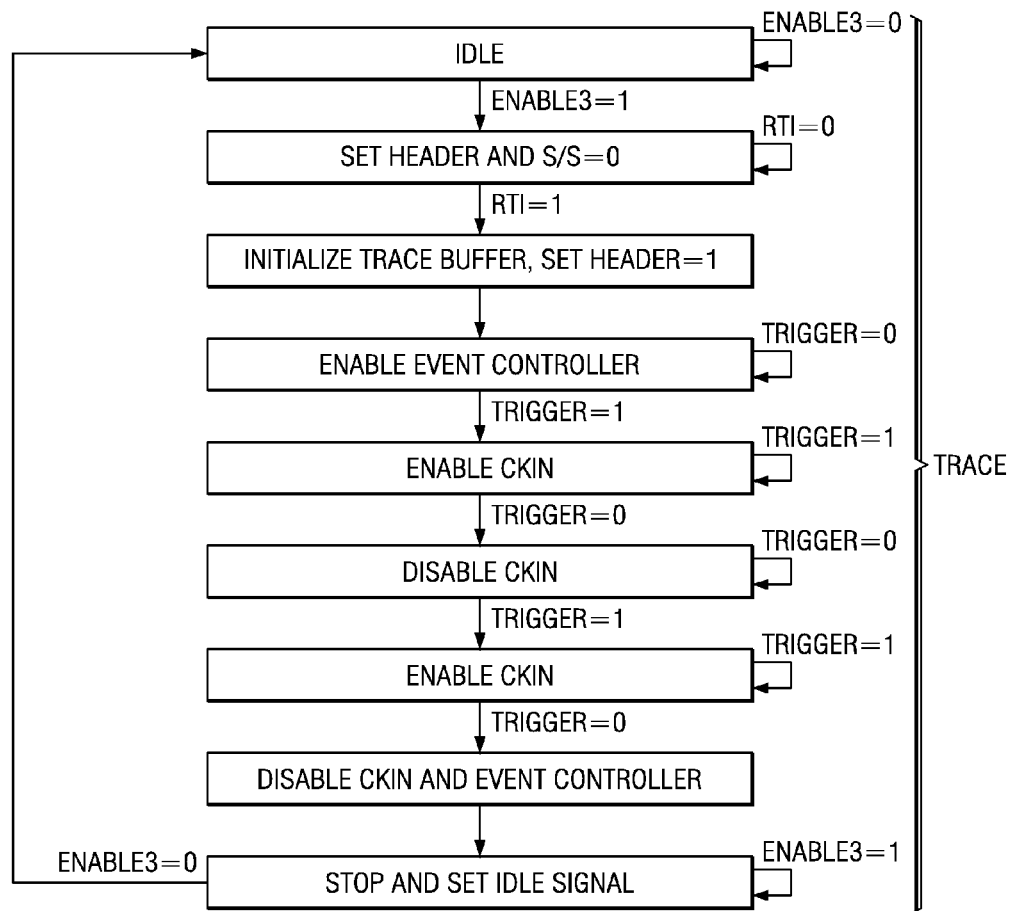 ENABLE3=0
IDLE
ENABLE3=1
RTI=0
SET HEADER AND S/S=0
RTI=1
INITIALIZE TRACE BUFFER, SET HEADER=1
TRIGGER=0
ENABLE EVENT CONTROLLER
TRIGGER=1
TRIGGER=1
ENABLE CKIN
TRACE
TRIGGER=0
TRIGGER=0
DISABLE CKIN
TRIGGER=1
TRIGGER=1
ENABLE CKIN
TRIGGER=0
DISABLE CKIN AND EVENT CONTROLLER
ENABLE3=0
ENABLE3=1
STOP AND SET IDLE SIGNAL